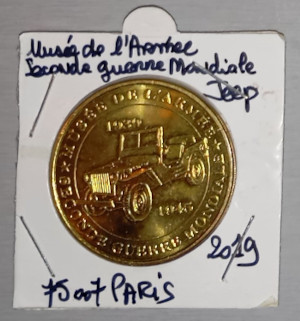 Musée de l'Armée
Seconde guerre Mondiale
Jeep
MUSÉE DE L'ARMÉE
1939
1945
SECONDE GUERRE MONDIALE
2019
75007 PARIS